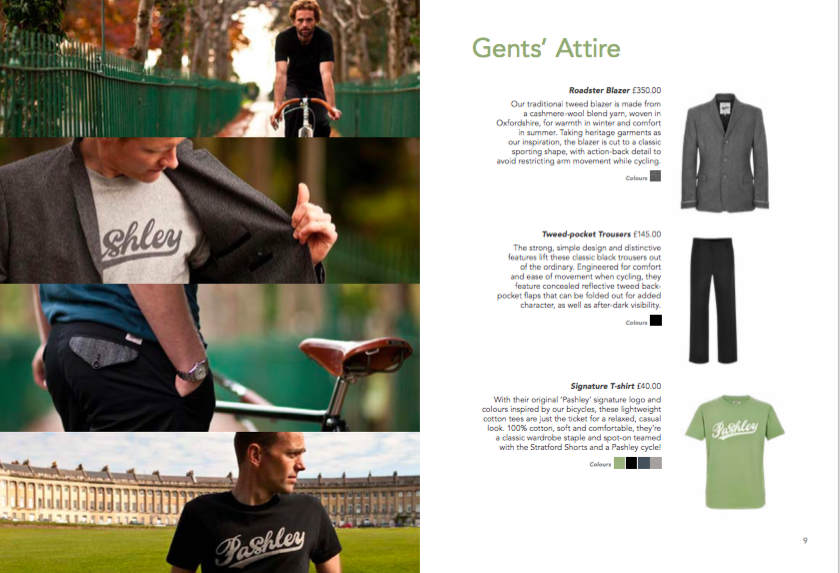 shley
Pashley
Gents' Attire
Roadster Blazer £350.00
Our traditional tweed blazer is made from
a cashmere-wool blend yarn, woven in
Oxfordshire, for warmth in winter and comfort
in summer. Taking heritage garments as
our inspiration, the blazer is cut to a classic
sporting shape, with action-back detail to
avoid restricting arm movement while cycling.
Colours
Tweed-pocket Trousers £145.00
The strong, simple design and distinctive
features lift these classic black trousers out
of the ordinary. Engineered for comfort
and ease of movement when cycling, they
feature concealed reflective tweed back-
pocket flaps that can be folded out for added
character, as well as after-dark visibility.
Colours
Signature T-shirt £40.00
With their original 'Pashley' signature logo and
colours inspired by our bicycles, these lightweight
cotton tees are just the ticket for a relaxed, casual
look. 100% cotton, soft and comfortable, they're
a classic wardrobe staple and spot-on teamed
with the Stratford Shorts and a Pashley cycle!
Colours
Pashley
9